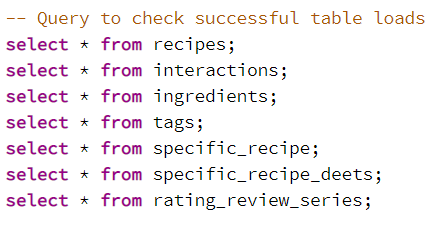 -- Query to check successful table loads
select * from recipes;
select * from interactions;
select * from ingredients;
select * from tags;
select * from specific_recipe;
select * from specific_recipe_deets;
select * from rating_review_series;